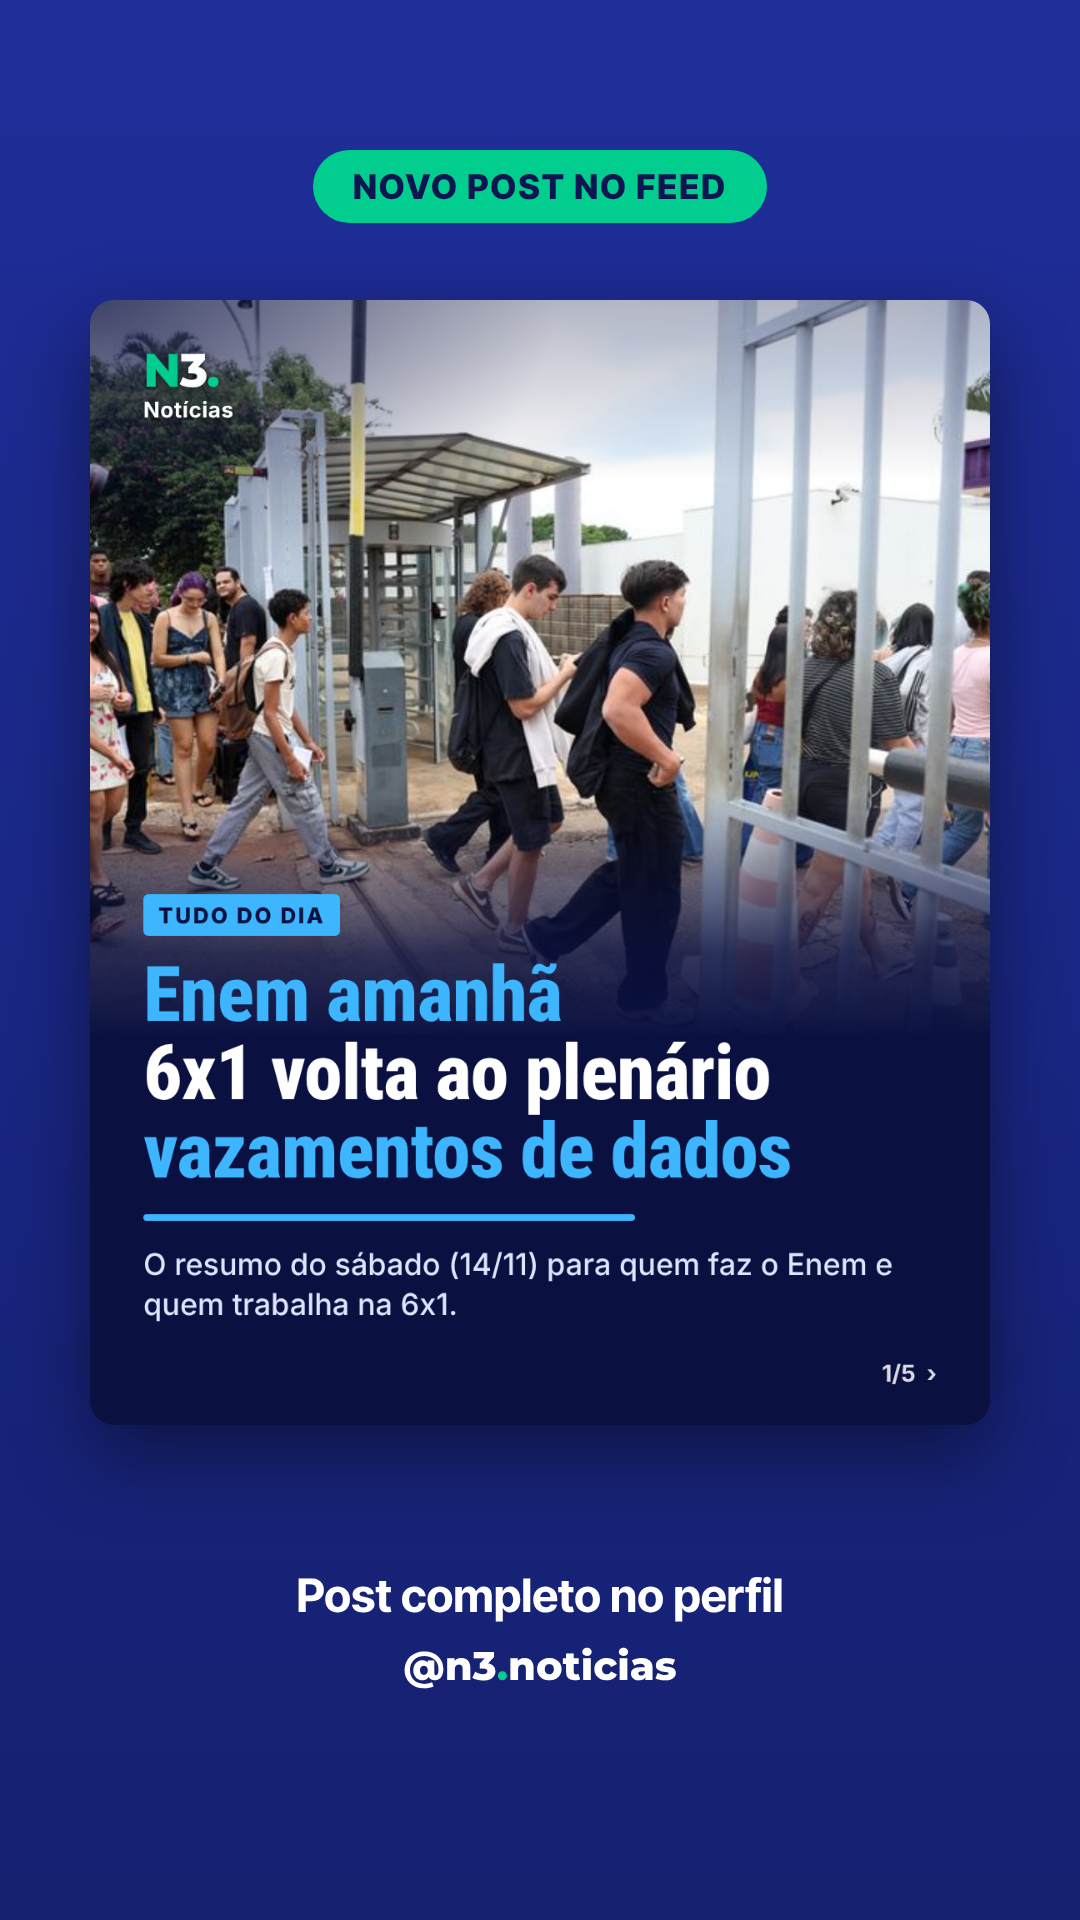 NOVO POST NO FEED
N3.
Notícias
TUDO DO DIA
Enem amanhã
6x1 volta ao plenário
vazamentos de dados
O resumo do sábado (14/11) para quem faz o Enem e
quem trabalha na 6x1.
1/5 ›
Post completo no perfil
@n3.noticias